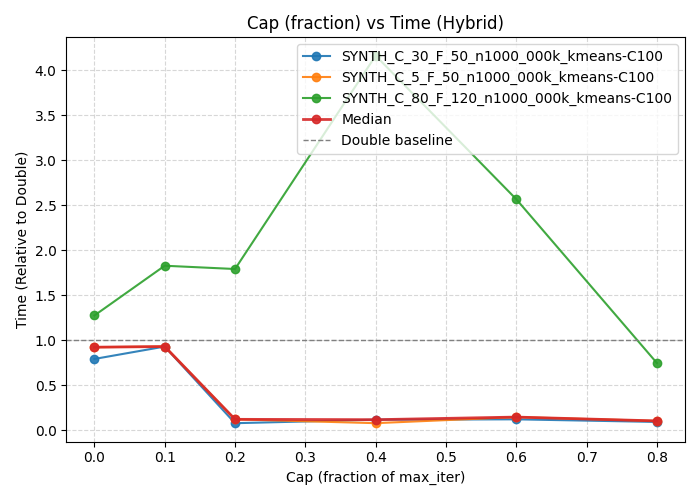 Cap (fraction) vs Time (Hybrid)
SYNTH_C_30_F_50_n1000_000k_kmeans-C100
SYNTH_C_5_F_50_n1000_000k_kmeans-C100
SYNTH_C_80_F_120_n1000_000k_kmeans-C100
Median
Double baseline
Time (Relative to Double)
4.0
3.5
3.0
2.5
2.0
1.5
1.0
0.5
0.0
0.0 0.1 0.2 0.3 0.4 0.5 0.6 0.7 0.8
Cap (fraction of max_iter)